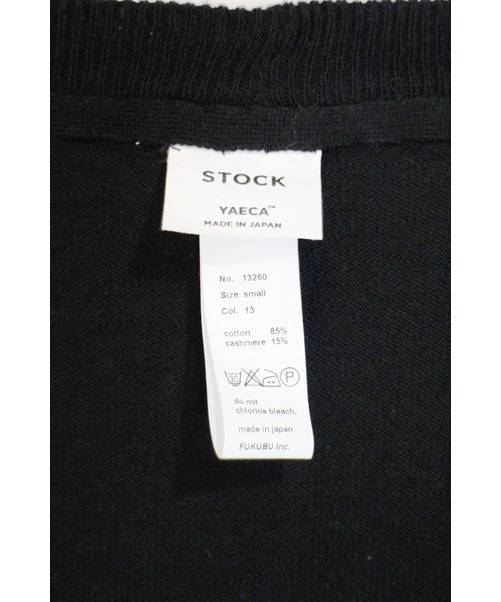 STOCK
YAECA™
MADE IN JAPAN
No. 13280
Size small
Col. 13
cotton 85%
cashmere 15%
30 P
do not
chlorine bleach,
made in japan
FUKUBU Inc.